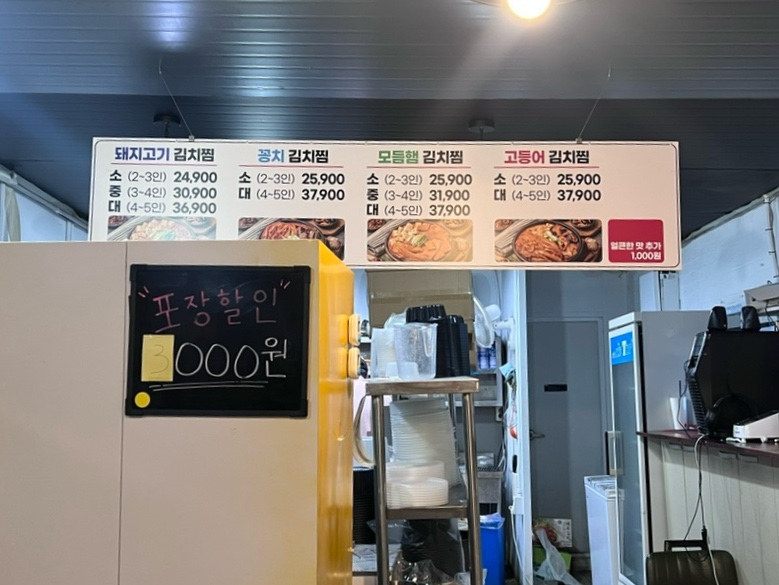 돼지고기 김치찜
소 (2~3인) 24,900
중 (3~4인) 30,900
대 (4~5인) 36,900
꽁치 김치찜
소 (2~3인) 25,900
대 (4~5인) 37,900
모듬햄 김치찜
소 (2~3인) 25,900
중 (3~4인) 31,900
대 (4~5인) 37,900
고등어 김치찜
소 (2~3인) 25,900
대 (4~5인) 37,900
얼큰한 맛 추가
1,000원
"포장할인"
3000원